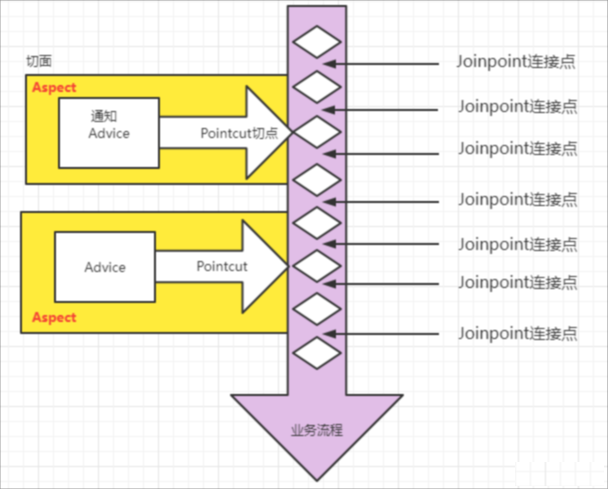 切面
Aspect
通知
Advice
Pointcut切点
Advice
Pointcut
Aspect
Joinpoint连接点
Joinpoint连接点
Joinpoint连接点
Joinpoint连接点
Joinpoint连接点
Joinpoint连接点
Joinpoint连接点
业务流程